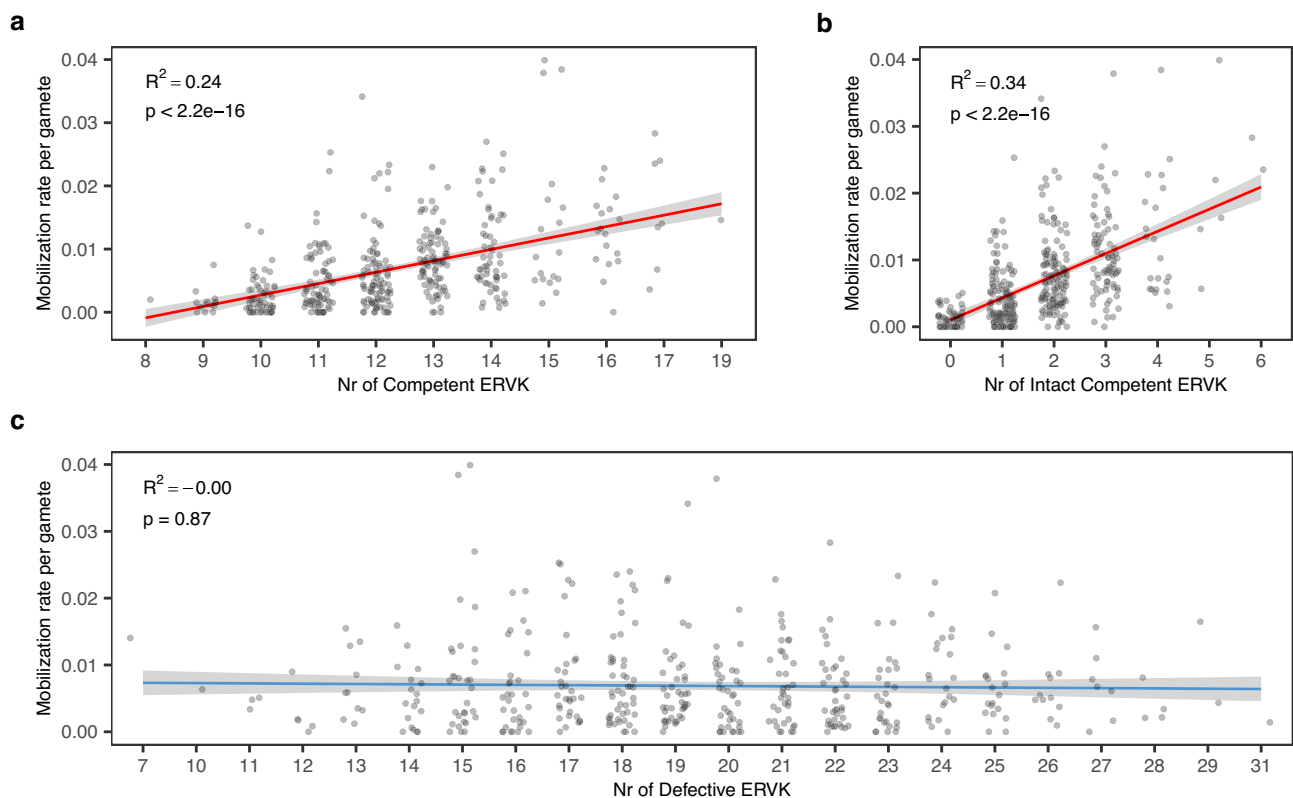 a
Mobilization rate per gamete
0.04
0.03
0.02
0.01
0.00
R² = 0.24
p < 2.2e−16
8 9 10 11 12 13 14 15 16 17 19
Nr of Competent ERVK
b
Mobilization rate per gamete
0.04
0.03
0.02
0.01
0.00
R² = 0.34
p < 2.2e−16
0 1 2 3 4 5 6
Nr of Intact Competent ERVK
c
Mobilization rate per gamete
0.04
0.03
0.02
0.01
0.00
R² = −0.00
p = 0.87
7 10 11 12 13 14 15 16 17 18 19 20 21 22 23 24 25 26 27 28 29 31
Nr of Defective ERVK